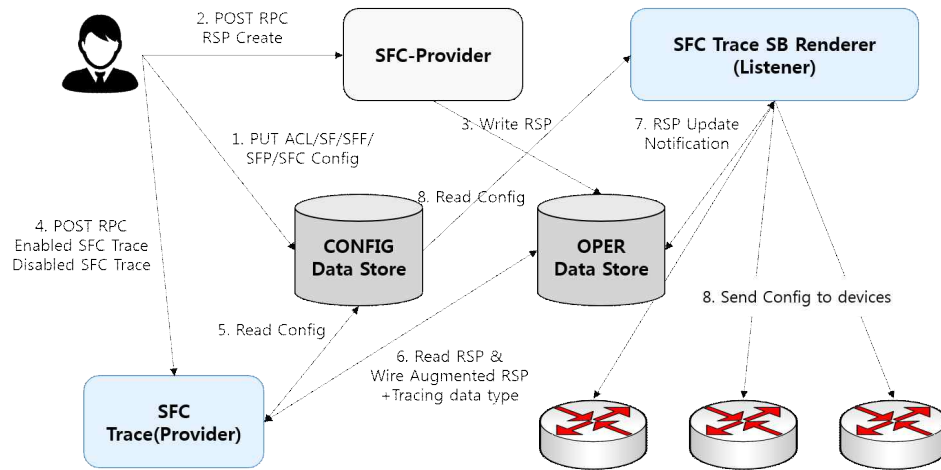 2. POST RPC
RSP Create
SFC-Provider
SFC Trace SB Renderer
(Listener)
3. Write RSP
7. RSP Update
Notification
1. PUT ACL/SF/SFF/
SFP/SFC Config
8. Read Config
4. POST RPC
Enabled SFC Trace
Disabled SFC Trace
CONFIG
Data Store
OPER
Data Store
8. Send Config to devices
5. Read Config
6. Read RSP &
Wire Augmented RSP
+Tracing data type
SFC
Trace(Provider)